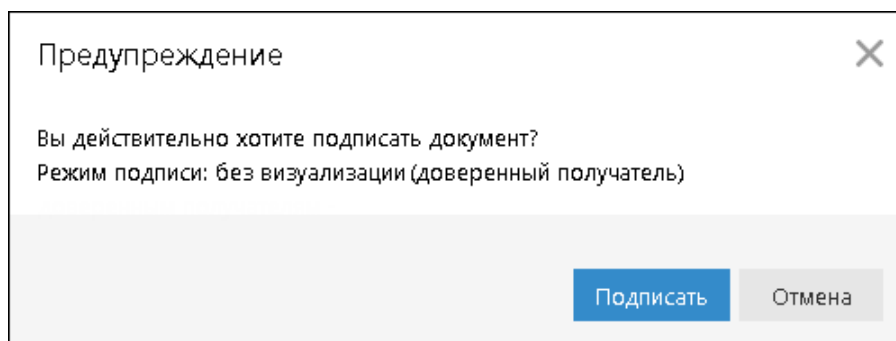 Предупреждение
Вы действительно хотите подписать документ?
Режим подписи: без визуализации (доверенный получатель)
Подписать
Отмена